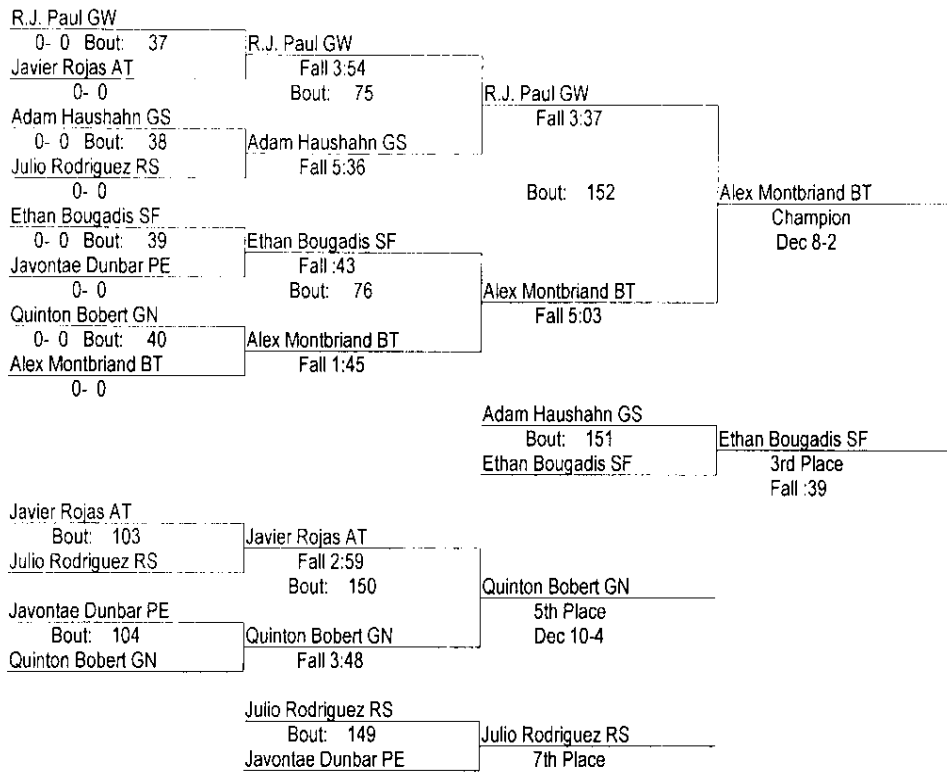 R.J. Paul GW
0- 0 Bout: 37
Javier Rojas AT
0- 0
R.J. Paul GW
Fall 3:54
Bout: 75
Adam Haushahn GS
0- 0 Bout: 38
Julio Rodriguez RS
0- 0
Adam Haushahn GS
Fall 5:36
R.J. Paul GW
Fall 3:37
Bout: 152
Ethan Bougadis SF
0- 0 Bout: 39
Javontae Dunbar PE
0- 0
Ethan Bougadis SF
Fall :43
Bout: 76
Quinton Bobert GN
0- 0 Bout: 40
Alex Montbriand BT
0- 0
Alex Montbriand BT
Fall 1:45
Alex Montbriand BT
Fall 5:03
Alex Montbriand BT
Champion
Dec 8-2
Adam Haushahn GS
Bout: 151
Ethan Bougadis SF
Ethan Bougadis SF
3rd Place
Fall :39
Javier Rojas AT
Bout: 103
Julio Rodriguez RS
Javier Rojas AT
Fall 2:59
Bout: 150
Javontae Dunbar PE
Bout: 104
Quinton Bobert GN
Quinton Bobert GN
Fall 3:48
Quinton Bobert GN
5th Place
Dec 10-4
Julio Rodriguez RS
Bout: 149
Javontae Dunbar PE
Julio Rodriguez RS
7th Place